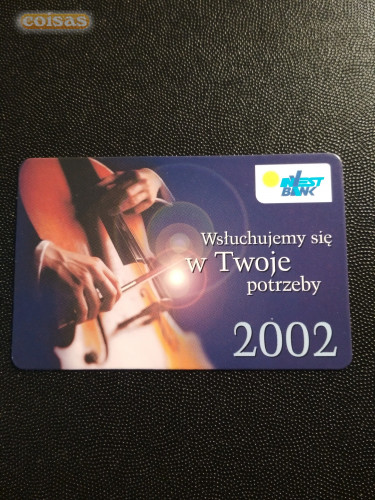 coisas
INVEST
BANK
Wsłuchujemy się
w Twoje
potrzeby
2002